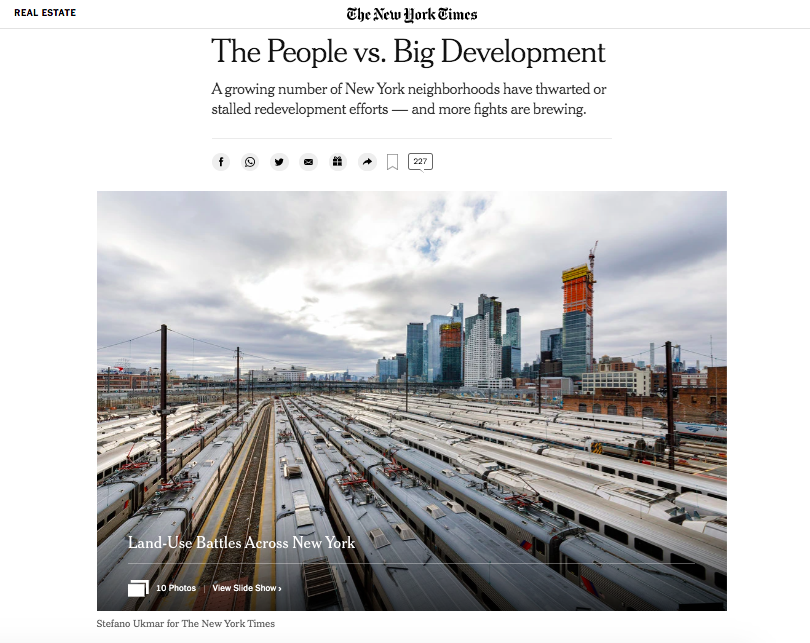 REAL ESTATE
The New York Times
The People vs. Big Development
A growing number of New York neighborhoods have thwarted or
stalled redevelopment efforts — and more fights are brewing.
227
Land-Use Battles Across New York
10 Photos | View Slide Show ›
Stefano Ukmar for The New York Times